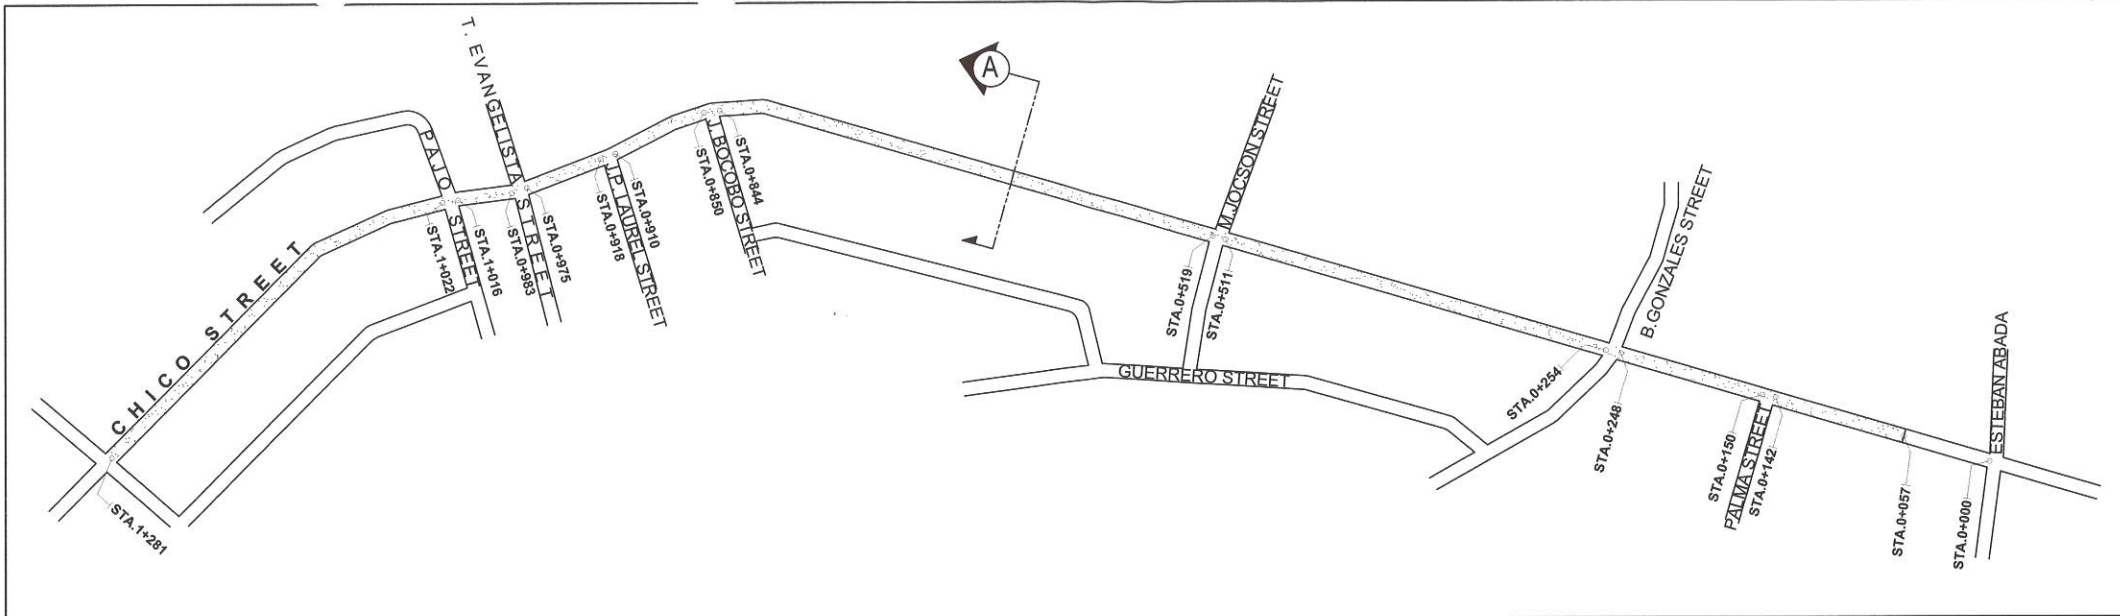 T. EVANGELISTA STREET
A
M.JOCSON STREET
PAJO STREET
J. BOCOBO STREET
STA.0+844
STA.0+850
J.P. LAUREL STREET
STA.0+910
STA.0+918
STA.0+975
STA.0+983
STA.1+016
STA.1+022
CHICO STREET
STA.1+281
STA.0+519
STA.0+511
GUERRERO STREET
B.GONZALES STREET
STA.0+254
STA.0+248
STA.0+150
PALMA STREET
STA.0+142
STA.0+057
STA.0+000
ESTEBAN ABADA